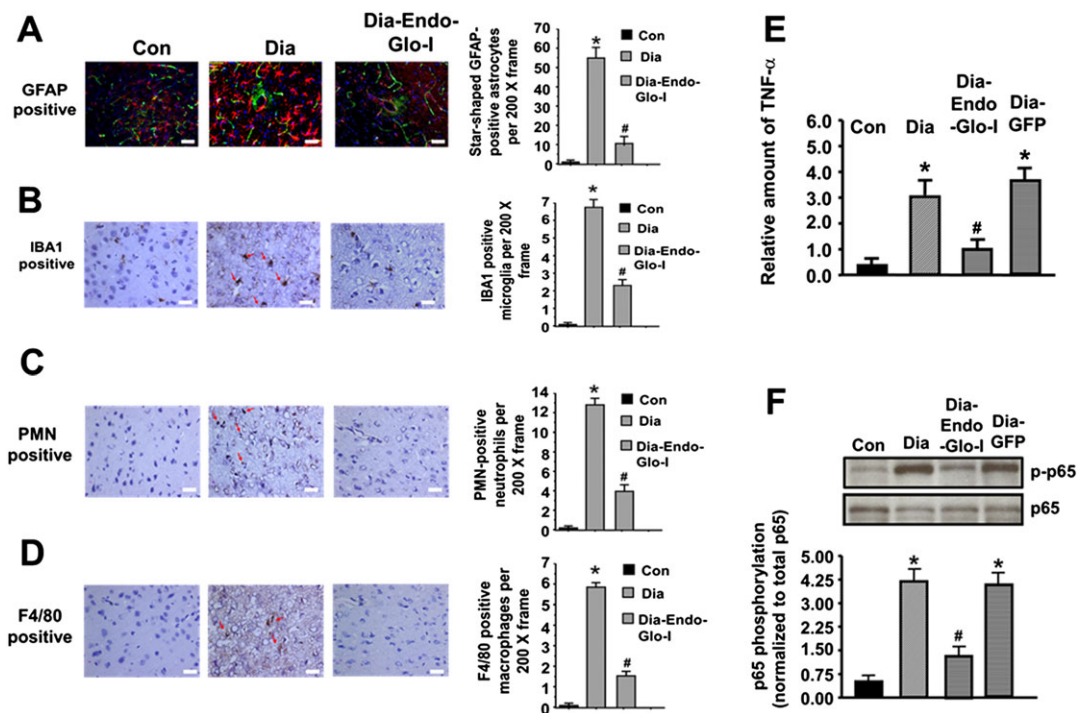 A
Con
Dia
Dia-Endo-
Glo-I
GFAP
positive
Star-shaped GFAP-
positive astrocytes
per 200 X frame
70
60
50
40
30
20
10
0
*
#
Con
Dia
Dia-Endo-
Glo-I
B
IBA1
positive
IBA1 positive
microglia per 200 X
frame
7
6
5
4
3
2
1
0
*
#
Con
Dia
Dia-Endo-
Glo-I
C
PMN
positive
PMN-positive
neutrophils per
200 X frame
14
12
10
8
6
4
2
0
*
#
Con
Dia
Dia-Endo-
Glo-I
D
F4/80
positive
F4/80 positive
macrophages per
200 X frame
7
6
5
4
3
2
1
0
*
#
Con
Dia
Dia-Endo-
Glo-I
E
Relative amount of TNF-α
6.0
5.0
4.0
3.0
2.0
1.0
0.0
Con
Dia
Dia-
Endo
-Glo-I
Dia-
GFP
*
#
*
F
Con
Dia
Dia-
Endo
-Glo-I
Dia-
GFP
p-p65
p65
p65 phosphorylation
(normalized to total p65)
5.00
4.25
3.00
2.25
1.50
0.75
0.00
*
#
*